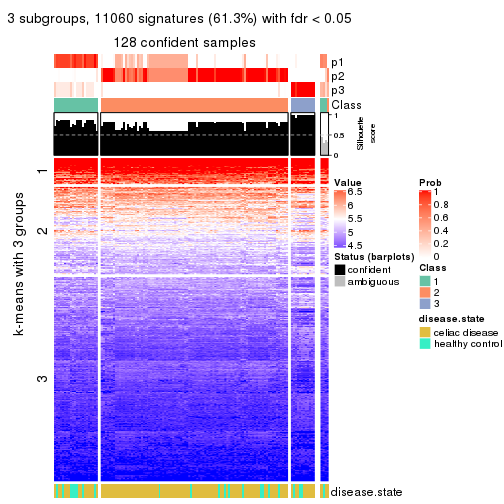 3 subgroups, 11060 signatures (61.3%) with fdr < 0.05
128 confident samples
p1
p2
p3
Class
1
0.5
0
Silhouette
score
k-means with 3 groups
1
2
3
Value
6.5
6
5.5
5
4.5
Status (barplots)
confident
ambiguous
Prob
1
0.8
0.6
0.4
0.2
0
Class
1
2
3
disease.state
celiac disease
healthy control
disease.state